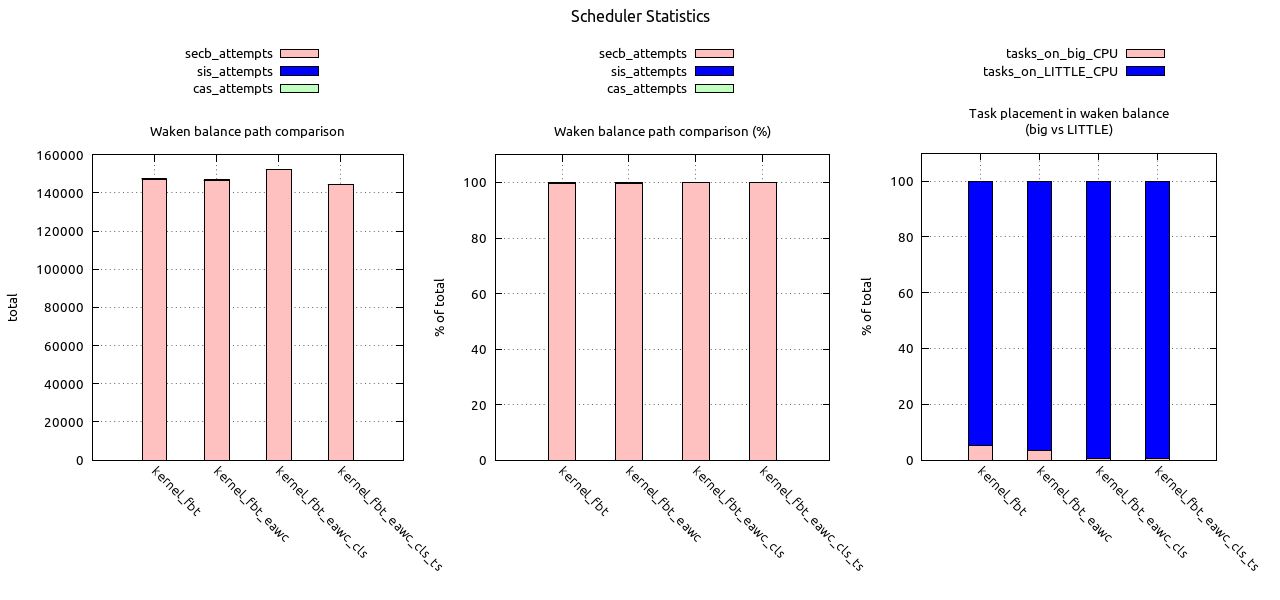 Scheduler Statistics
secb_attempts
sis_attempts
cas_attempts
Waken balance path comparison
160000
140000
120000
100000
80000
60000
40000
20000
0
total
kernel_fbt
kernel_fbt_eawc
kernel_fbt_eawc_cls
kernel_fbt_eawc_cls_ts
secb_attempts
sis_attempts
cas_attempts
Waken balance path comparison (%)
100
80
60
40
20
0
% of total
kernel_fbt
kernel_fbt_eawc
kernel_fbt_eawc_cls
kernel_fbt_eawc_cls_ts
tasks_on_big_CPU
tasks_on_LITTLE_CPU
Task placement in waken balance
(big vs LITTLE)
100
80
60
40
20
0
% of total
kernel_fbt
kernel_fbt_eawc
kernel_fbt_eawc_cls
kernel_fbt_eawc_cls_ts